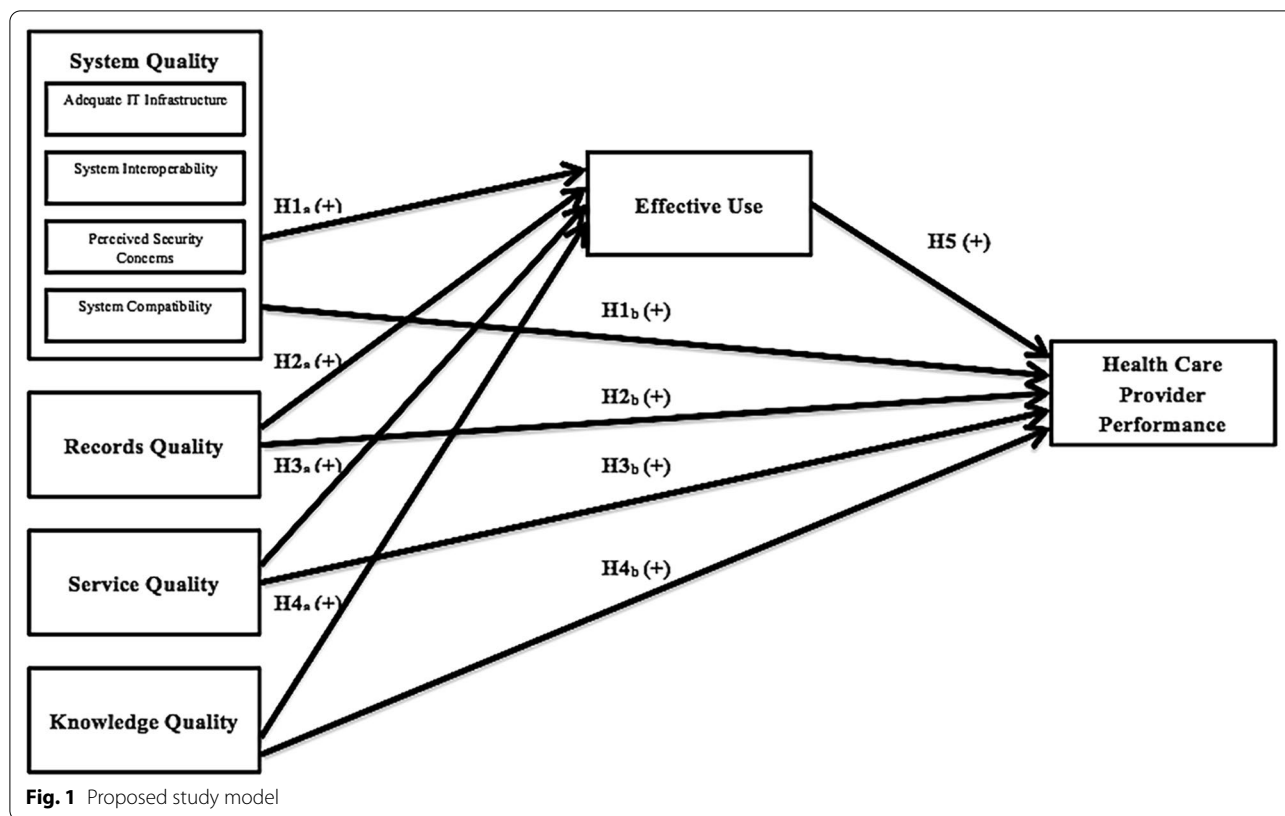 System Quality
Adequate IT Infrastructure
System Interoperability
Perceived Security
Concerns
System Compatibility
Records Quality
Service Quality
Knowledge Quality
H1a (+)
H2a (+)
H3a (+)
H4a (+)
Effective Use
H1b (+)
H2b (+)
H3b (+)
H4b (+)
H5 (+)
Health Care
Provider
Performance
Fig. 1 Proposed study model